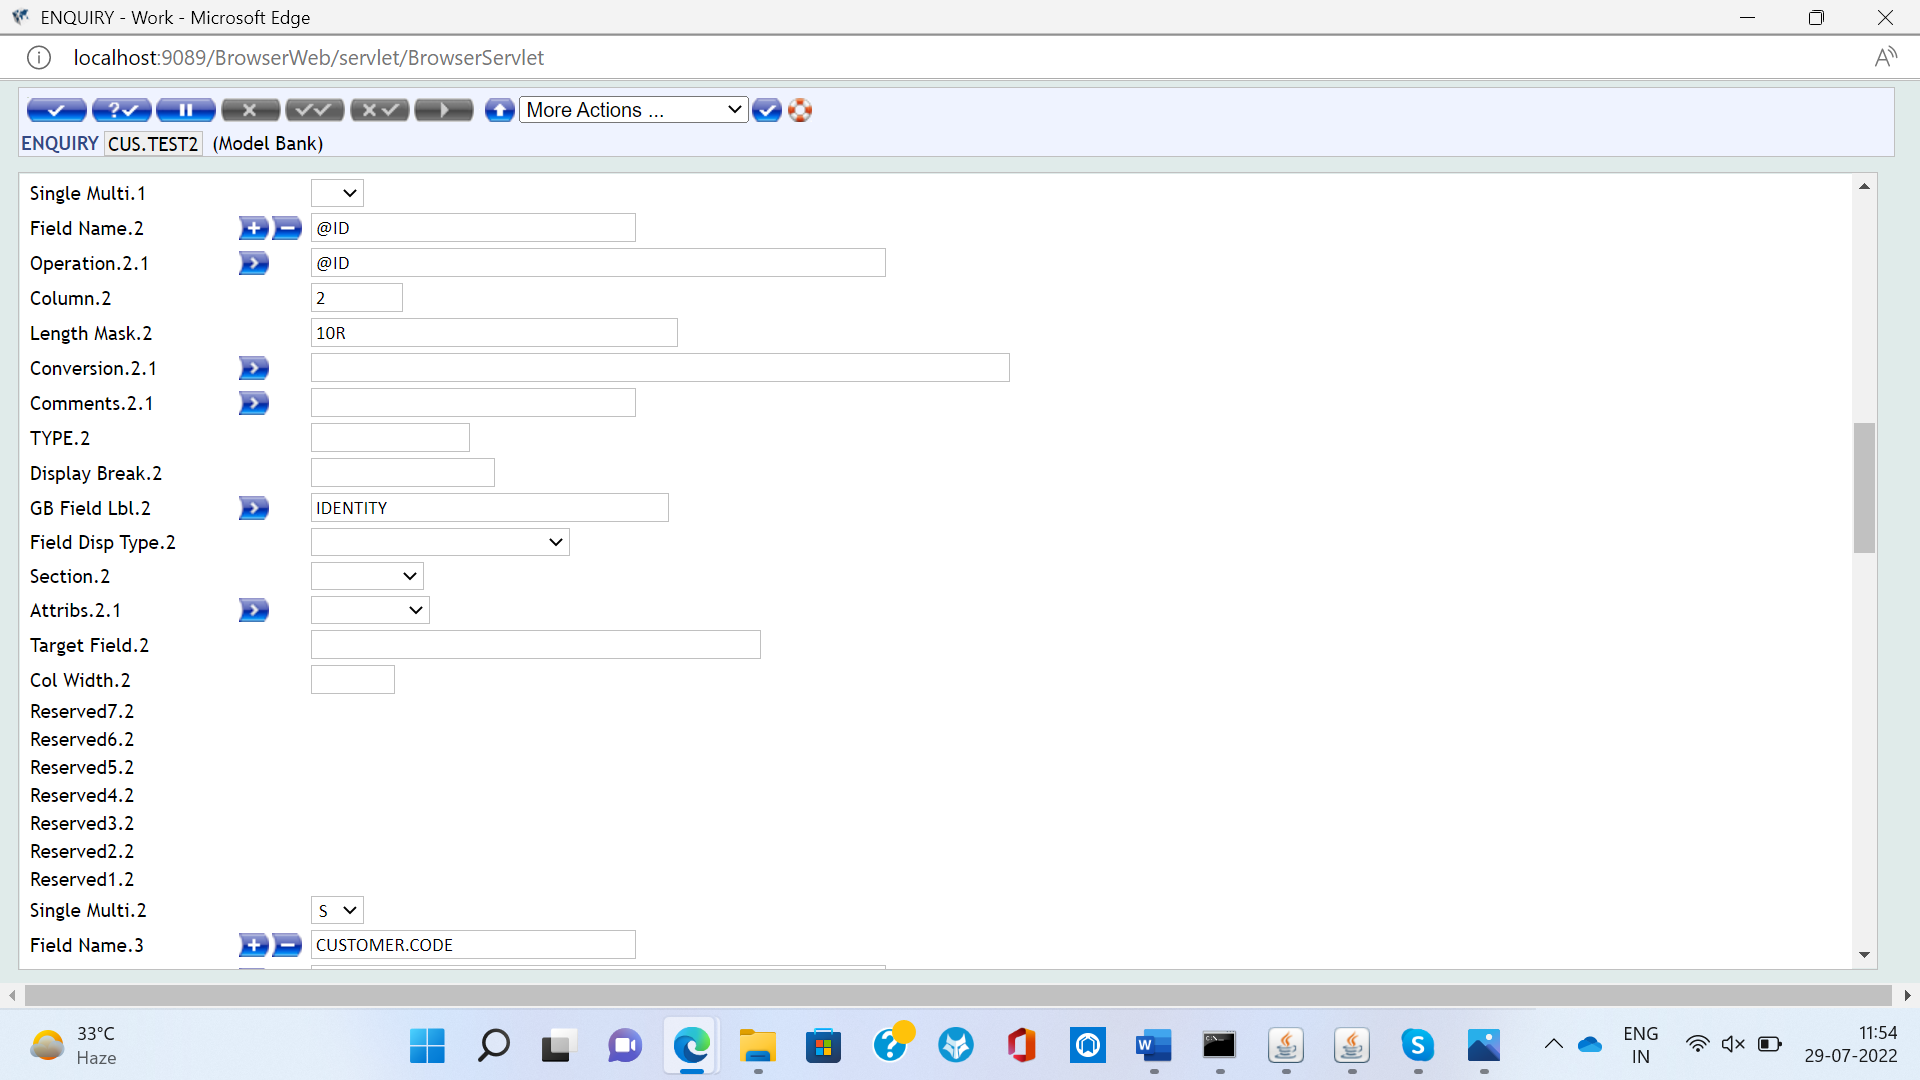 ENQUIRY - Work - Microsoft Edge
localhost:9089/BrowserWeb/servlet/BrowserServlet
More Actions ...
ENQUIRY CUS.TEST2 (Model Bank)
Single Multi.1
Field Name.2 @ID
Operation.2.1 @ID
Column.2 2
Length Mask.2 10R
Conversion.2.1
Comments.2.1
TYPE.2
Display Break.2
GB Field Lbl.2 IDENTITY
Field Disp Type.2
Section.2
Attribs.2.1
Target Field.2
Col Width.2
Reserved7.2
Reserved6.2
Reserved5.2
Reserved4.2
Reserved3.2
Reserved2.2
Reserved1.2
Single Multi.2 S
Field Name.3 CUSTOMER.CODE
33°C
Haze
ENG
IN
11:54
29-07-2022